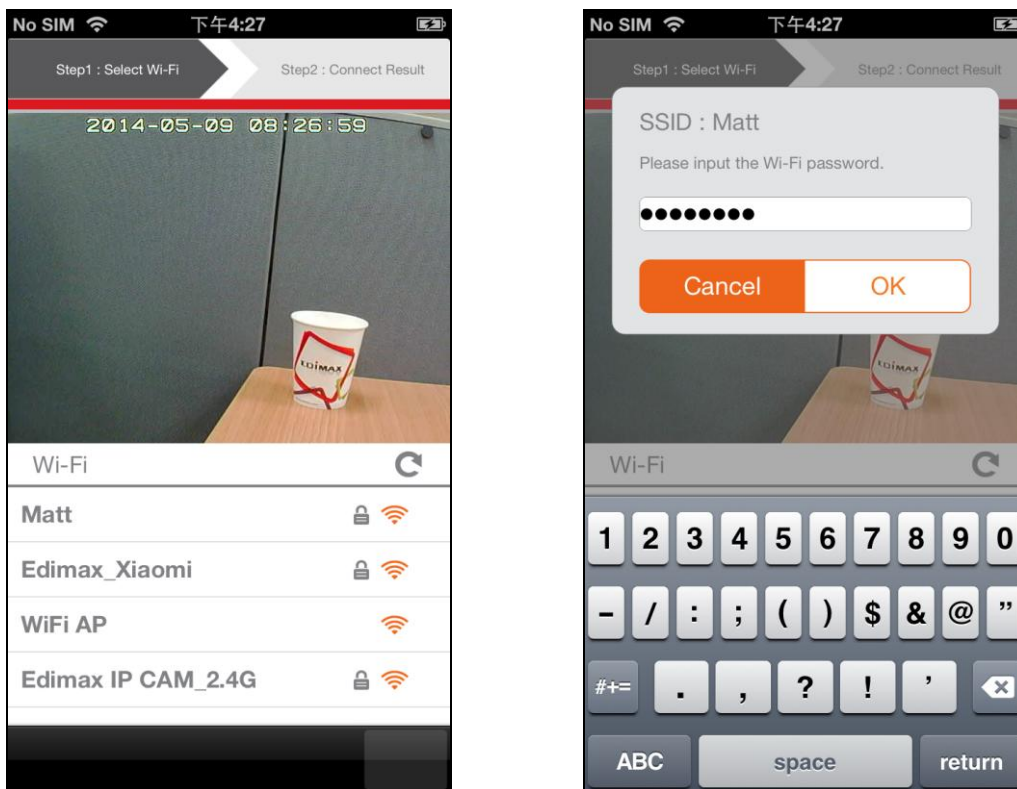 No SIM 下午4:27
Step1 : Select Wi-Fi Step2 : Connect Result
2014-05-09 08:26:59
EDIMAX
Wi-Fi
Matt
Edimax_Xiaomi
WiFi AP
Edimax IP CAM_2.4G
No SIM 下午4:27
Step1 : Select Wi-Fi Step2 : Connect Result
SSID : Matt
Please input the Wi-Fi password.
●●●●●●●●
Cancel OK
EDIMAX
Wi-Fi
1 2 3 4 5 6 7 8 9 0
- / : ; ( ) $ & @ ”
#+= . , ? ! ’
ABC space return